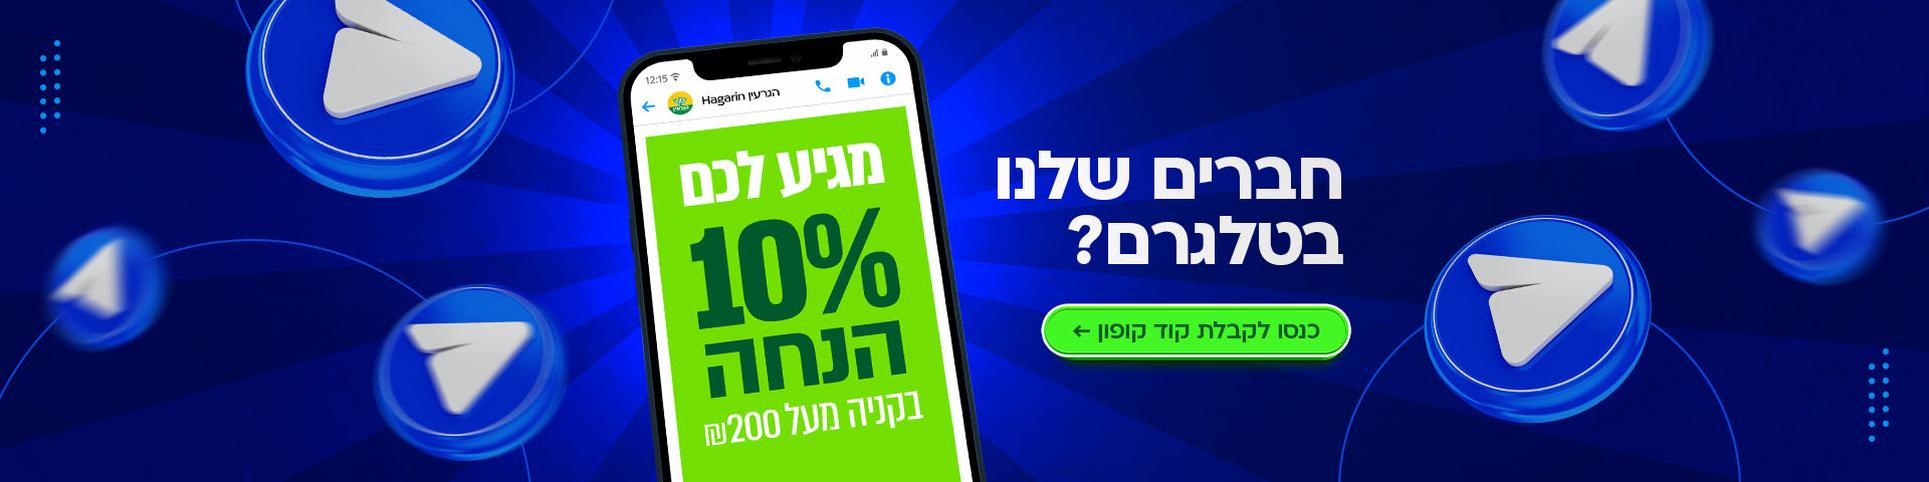 חברים שלנו
בטלגרם?
כנסו לקבלת קוד קופון ←
12:15
Hagarin הגרעין
מגיע לכם
10%
הנחה
בקניה מעל 200₪